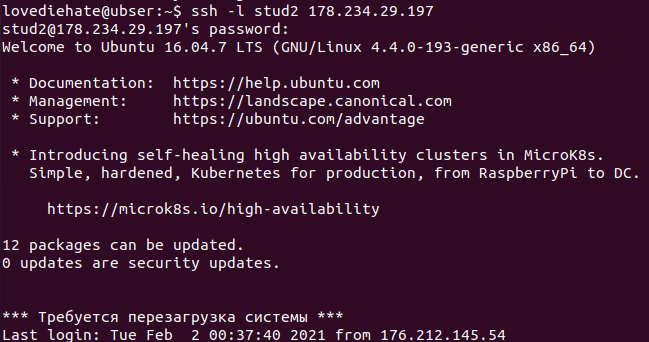 lovediehate@ubser:~$ ssh -l stud2 178.234.29.197
stud2@178.234.29.197's password:
Welcome to Ubuntu 16.04.7 LTS (GNU/Linux 4.4.0-193-generic x86_64)
* Documentation:  https://help.ubuntu.com
* Management:     https://landscape.canonical.com
* Support:        https://ubuntu.com/advantage
* Introducing self-healing high availability clusters in MicroK8s.
Simple, hardened, Kubernetes for production, from RaspberryPi to DC.
https://microk8s.io/high-availability
12 packages can be updated.
0 updates are security updates.
*** Требуется перезагрузка системы ***
Last login: Tue Feb  2 00:37:40 2021 from 176.212.145.54